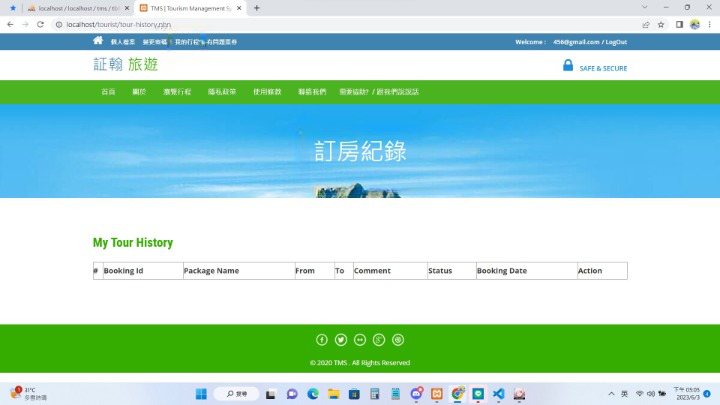 localhost / localhost / tms / tbl
TMS | Tourism Management Sy
localhost/tourist/tour-history.php
個人檔案 變更密碼 我的行程 有問題票券
Welcome : 456@gmail.com / LogOut
証翰 旅遊
SAFE & SECURE
首頁 關於 瀏覽行程 隱私政策 使用條款 聯絡我們 需要協助? / 跟我們說說話
訂房紀錄
My Tour History
# Booking Id Package Name From To Comment Status Booking Date Action
© 2020 TMS . All Rights Reserved
31°C
多雲時晴
搜尋
英
下午 05:05
2023/6/3